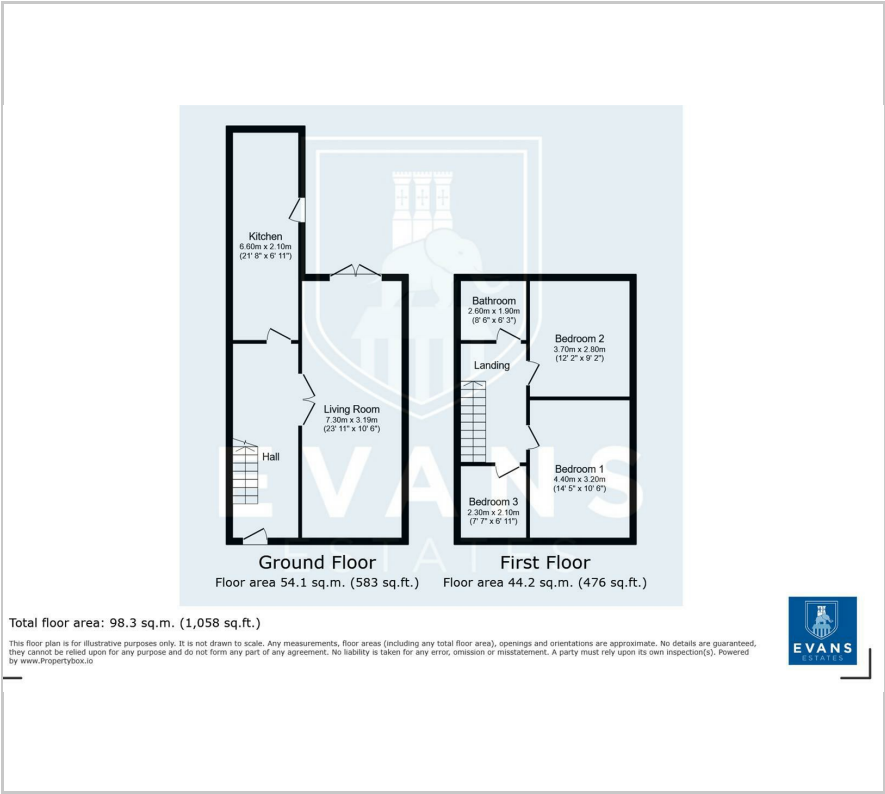 Kitchen
6.60m x 2.10m
(21' 8" x 6' 11")
Living Room
7.30m x 3.19m
(23' 11" x 10' 6")
Hall
Ground Floor
Floor area 54.1 sq.m. (583 sq.ft.)
Bathroom
2.60m x 1.90m
(8' 6" x 6' 3")
Bedroom 2
3.70m x 2.80m
(12' 2" x 9' 2")
Landing
Bedroom 1
4.40m x 3.20m
(14' 5" x 10' 6")
Bedroom 3
2.30m x 2.10m
(7' 7" x 6' 11")
First Floor
Floor area 44.2 sq.m. (476 sq.ft.)
EVANS
ESTATES
Total floor area: 98.3 sq.m. (1,058 sq.ft.)
This floor plan is for illustrative purposes only. It is not drawn to scale. Any measurements, floor areas (including any total floor area), openings and orientations are approximate. No details are guaranteed,
they cannot be relied upon for any purpose and do not form any part of any agreement. No liability is taken for any error, omission or misstatement. A party must rely upon its own inspection(s). Powered
by www.Propertybox.io
EVANS
ESTATES